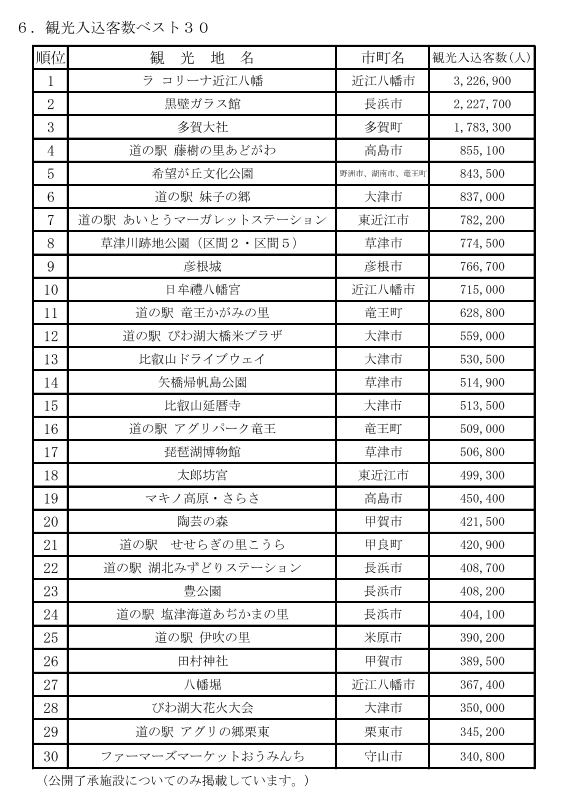 ６．観光入込客数ベスト３０
順位 観 光 地 名 市町名 観光入込客数(人)
1 ラ コリーナ近江八幡 近江八幡市 3,226,900
2 黒壁ガラス館 長浜市 2,227,700
3 多賀大社 多賀町 1,783,300
4 道の駅 藤樹の里あどがわ 高島市 855,100
5 希望が丘文化公園 野洲市、湖南市、竜王町 843,500
6 道の駅 妹子の郷 大津市 837,000
7 道の駅 あいとうマーガレットステーション 東近江市 782,200
8 草津川跡地公園（区間２・区間５） 草津市 774,500
9 彦根城 彦根市 766,700
10 日牟禮八幡宮 近江八幡市 715,000
11 道の駅 竜王かがみの里 竜王町 628,800
12 道の駅 びわ湖大橋米プラザ 大津市 559,000
13 比叡山ドライブウェイ 大津市 530,500
14 矢橋帰帆島公園 草津市 514,900
15 比叡山延暦寺 大津市 513,500
16 道の駅 アグリパーク竜王 竜王町 509,000
17 琵琶湖博物館 草津市 506,800
18 太郎坊宮 東近江市 499,300
19 マキノ高原・さらさ 高島市 450,400
20 陶芸の森 甲賀市 421,500
21 道の駅　せせらぎの里こうら 甲良町 420,900
22 道の駅 湖北みずどりステーション 長浜市 408,700
23 豊公園 長浜市 408,200
24 道の駅 塩津海道あぢかまの里 長浜市 404,100
25 道の駅 伊吹の里 米原市 390,200
26 田村神社 甲賀市 389,500
27 八幡堀 近江八幡市 367,400
28 びわ湖大花火大会 大津市 350,000
29 道の駅 アグリの郷栗東 栗東市 345,200
30 ファーマーズマーケットおうみんち 守山市 340,800
（公開了承施設についてのみ掲載しています。）